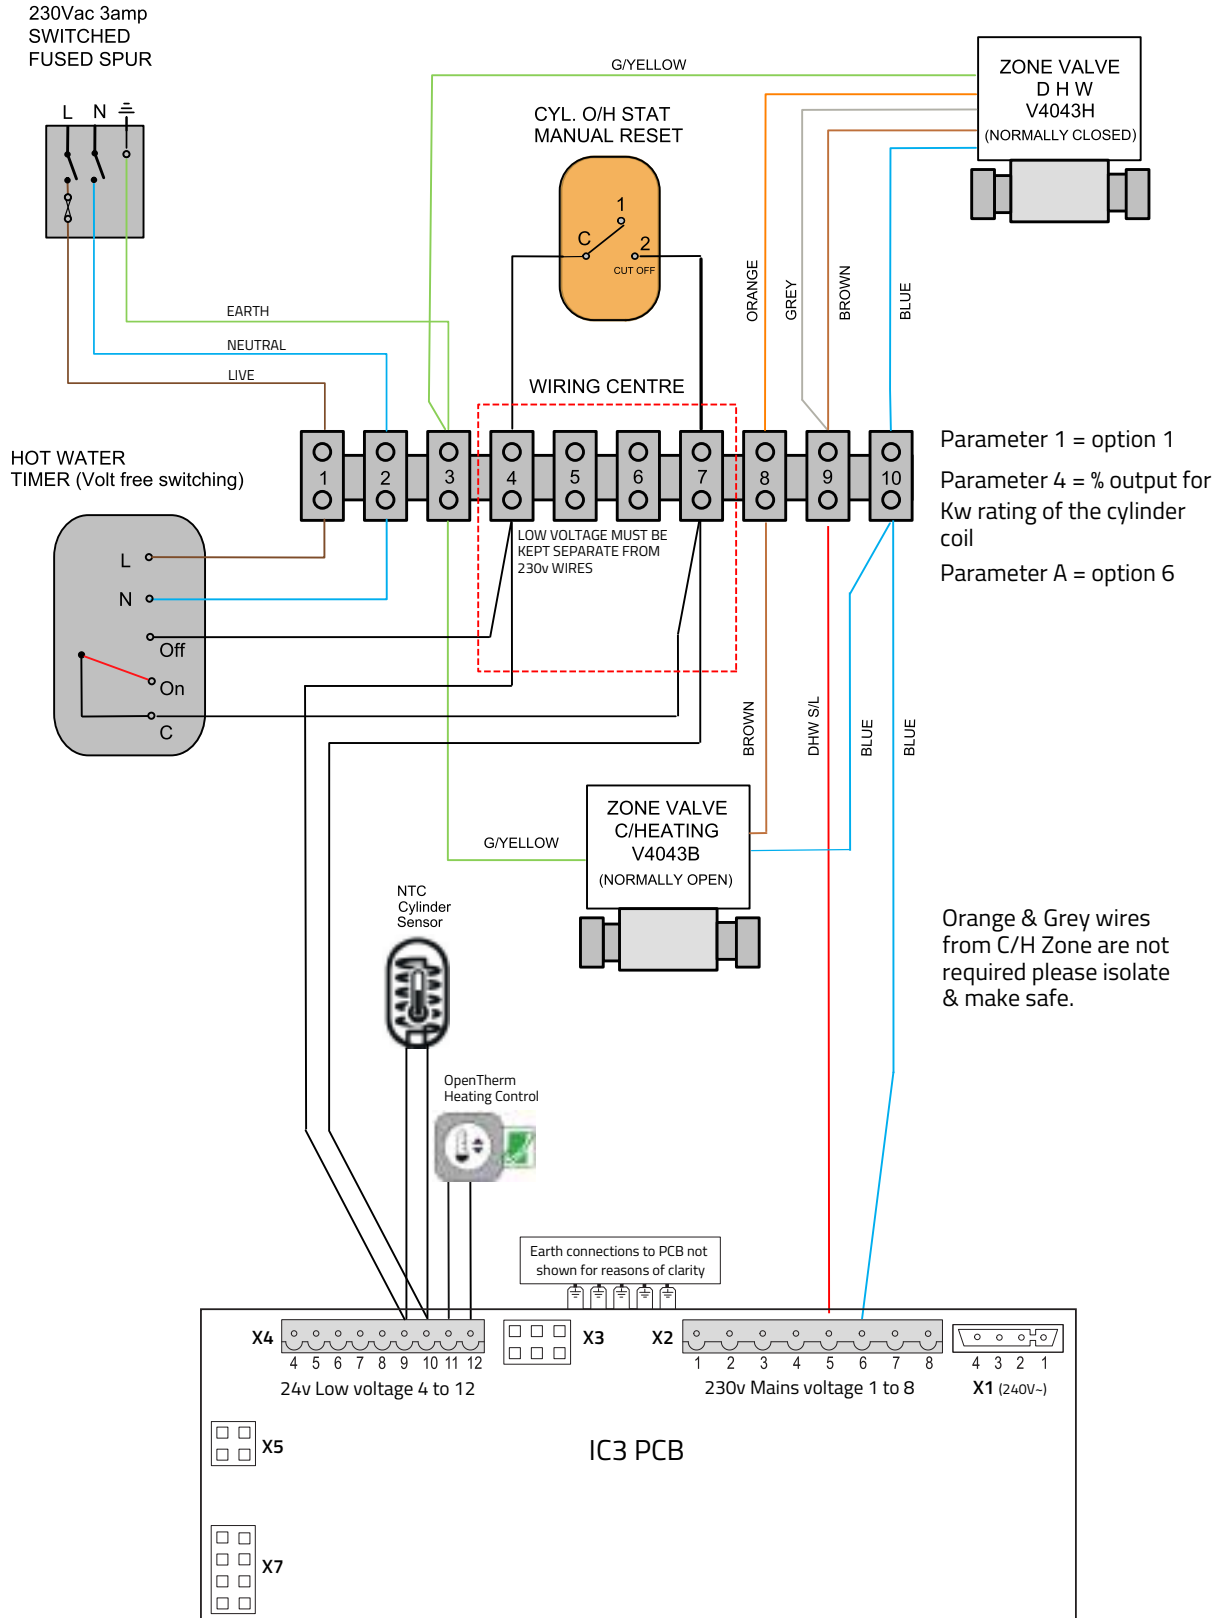 230Vac 3amp
SWITCHED
FUSED SPUR
L N
G/YELLOW
ZONE VALVE
D H W
V4043H
(NORMALLY CLOSED)
CYL. O/H STAT
MANUAL RESET
1
C
2
CUT OFF
ORANGE
GREY
BROWN
BLUE
EARTH
NEUTRAL
LIVE
WIRING CENTRE
HOT WATER
TIMER (Volt free switching)
1 2 3 4 5 6 7 8 9 10
LOW VOLTAGE MUST BE
KEPT SEPARATE FROM
230v WIRES
Parameter 1 = option 1
Parameter 4 = % output for
Kw rating of the cylinder
coil
Parameter A = option 6
L
N
Off
On
C
BROWN
DHW S/L
BLUE
BLUE
G/YELLOW
ZONE VALVE
C/HEATING
V4043B
(NORMALLY OPEN)
NTC
Cylinder
Sensor
Orange & Grey wires
from C/H Zone are not
required please isolate
& make safe.
OpenTherm
Heating Control
Earth connections to PCB not
shown for reasons of clarity
X4
4 5 6 7 8 9 10 11 12
24v Low voltage 4 to 12
X3
X2
1 2 3 4 5 6 7 8
230v Mains voltage 1 to 8
4 3 2 1
X1 (240V~)
X5
IC3 PCB
X7